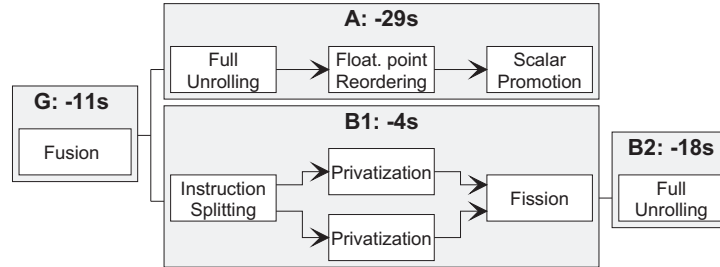 G: -11s
Fusion
A: -29s
Full
Unrolling
Float. point
Reordering
Scalar
Promotion
B1: -4s
Instruction
Splitting
Privatization
Privatization
Fission
B2: -18s
Full
Unrolling